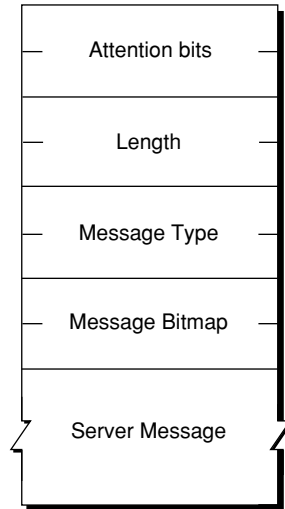 Attention bits
Length
Message Type
Message Bitmap
Server Message